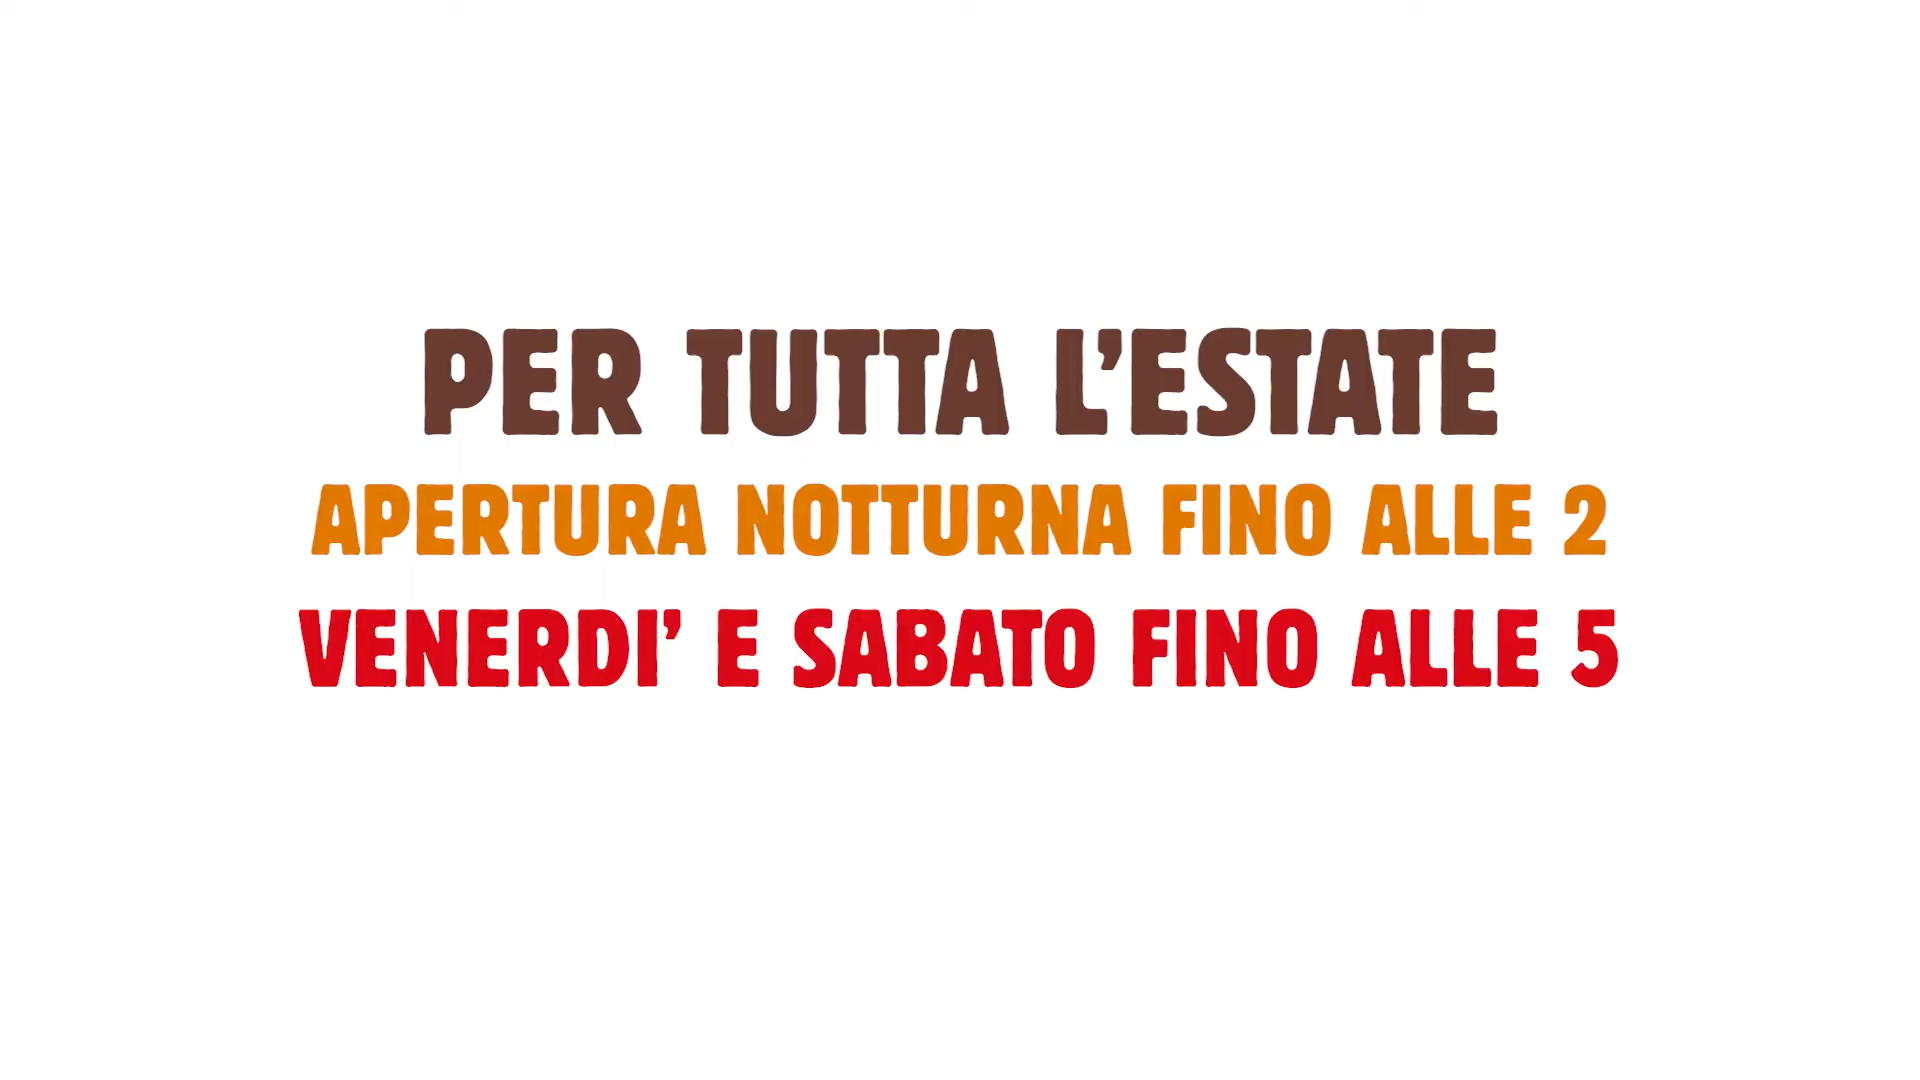 PER TUTTA L’ESTATE
APERTURA NOTTURNA FINO ALLE 2
VENERDI’ E SABATO FINO ALLE 5